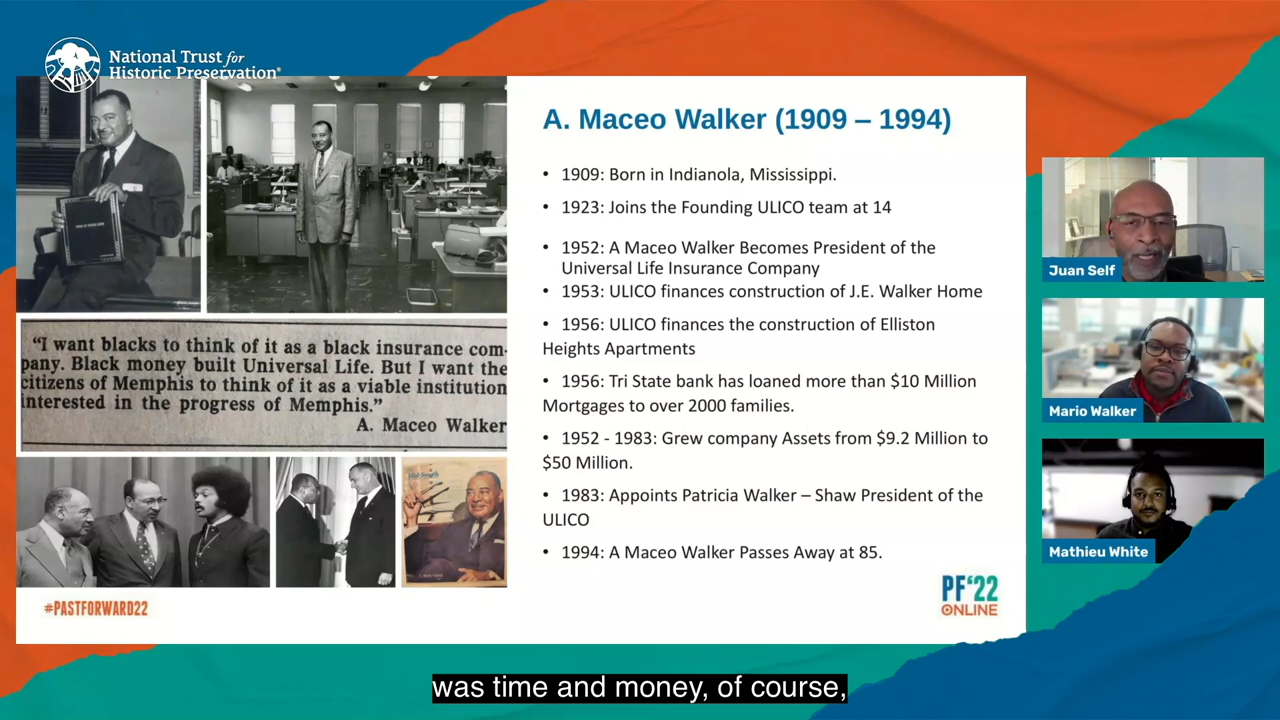 National Trust for
Historic Preservation®
A. Maceo Walker (1909 – 1994)
• 1909: Born in Indianola, Mississippi.
• 1923: Joins the Founding ULICO team at 14
• 1952: A Maceo Walker Becomes President of the
Universal Life Insurance Company
• 1953: ULICO finances construction of J.E. Walker Home
• 1956: ULICO finances the construction of Elliston
Heights Apartments
• 1956: Tri State bank has loaned more than $10 Million
Mortgages to over 2000 families.
• 1952 - 1983: Grew company Assets from $9.2 Million to
$50 Million.
• 1983: Appoints Patricia Walker – Shaw President of the
ULICO
• 1994: A Maceo Walker Passes Away at 85.
"I want blacks to think of it as a black insurance com-
pany. Black money built Universal Life. But I want the
citizens of Memphis to think of it as a viable institution
interested in the progress of Memphis."
A. Maceo Walker
#PASTFORWARD22
PF'22
ONLINE
Juan Self
Mario Walker
Mathieu White
was time and money, of course,